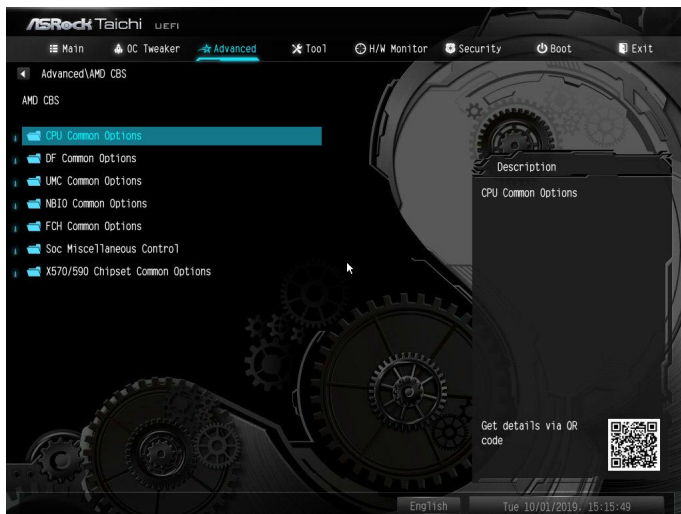 ASRock Taichi UEFI
Main OC Tweaker Advanced Tool H/W Monitor Security Boot Exit
Advanced\AMD CBS
AMD CBS
CPU Common Options
DF Common Options
UMC Common Options
NBIO Common Options
FCH Common Options
Soc Miscellaneous Control
X570/590 Chipset Common Options
Description
CPU Common Options
Get details via QR
code
English Tue 10/01/2019, 15:15:49